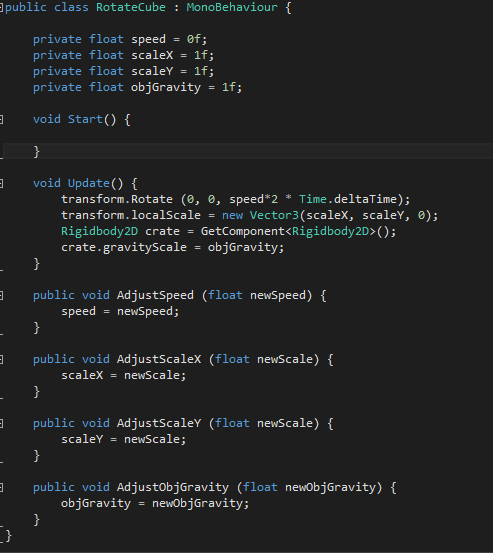 public class RotateCube : MonoBehaviour {
private float speed = 0f;
private float scaleX = 1f;
private float scaleY = 1f;
private float objGravity = 1f;
void Start() {
}
void Update() {
transform.Rotate (0, 0, speed*2 * Time.deltaTime);
transform.localScale = new Vector3(scaleX, scaleY, 0);
Rigidbody2D crate = GetComponent<Rigidbody2D>();
crate.gravityScale = objGravity;
}
public void AdjustSpeed (float newSpeed) {
speed = newSpeed;
}
public void AdjustScaleX (float newScale) {
scaleX = newScale;
}
public void AdjustScaleY (float newScale) {
scaleY = newScale;
}
public void AdjustObjGravity (float newObjGravity) {
objGravity = newObjGravity;
}
}